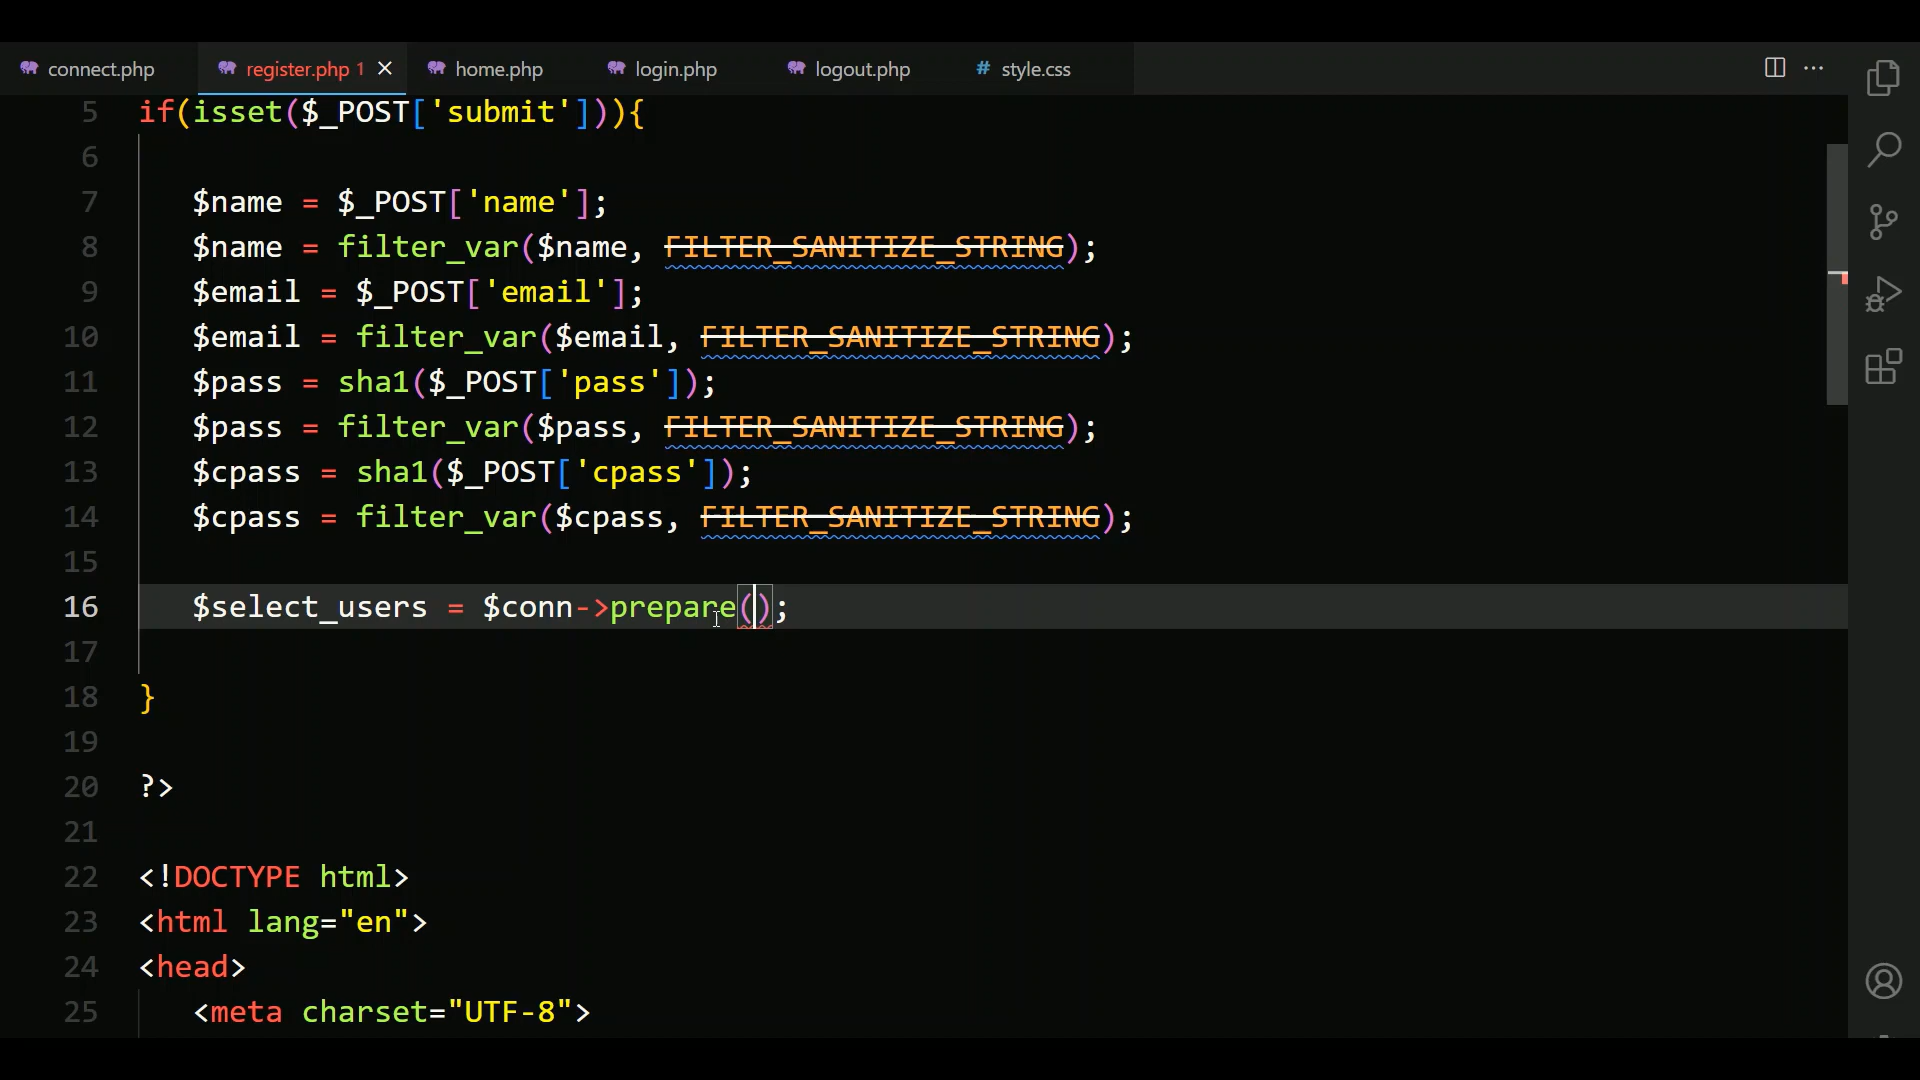 connect.php register.php 1 home.php login.php logout.php # style.css
5 if(isset($_POST['submit'])){
6
7 $name = $_POST['name'];
8 $name = filter_var($name, FILTER_SANITIZE_STRING);
9 $email = $_POST['email'];
10 $email = filter_var($email, FILTER_SANITIZE_STRING);
11 $pass = sha1($_POST['pass']);
12 $pass = filter_var($pass, FILTER_SANITIZE_STRING);
13 $cpass = sha1($_POST['cpass']);
14 $cpass = filter_var($cpass, FILTER_SANITIZE_STRING);
15
16 $select_users = $conn->prepare();
17
18 }
19
20 ?>
21
22 <!DOCTYPE html>
23 <html lang="en">
24 <head>
25 <meta charset="UTF-8">